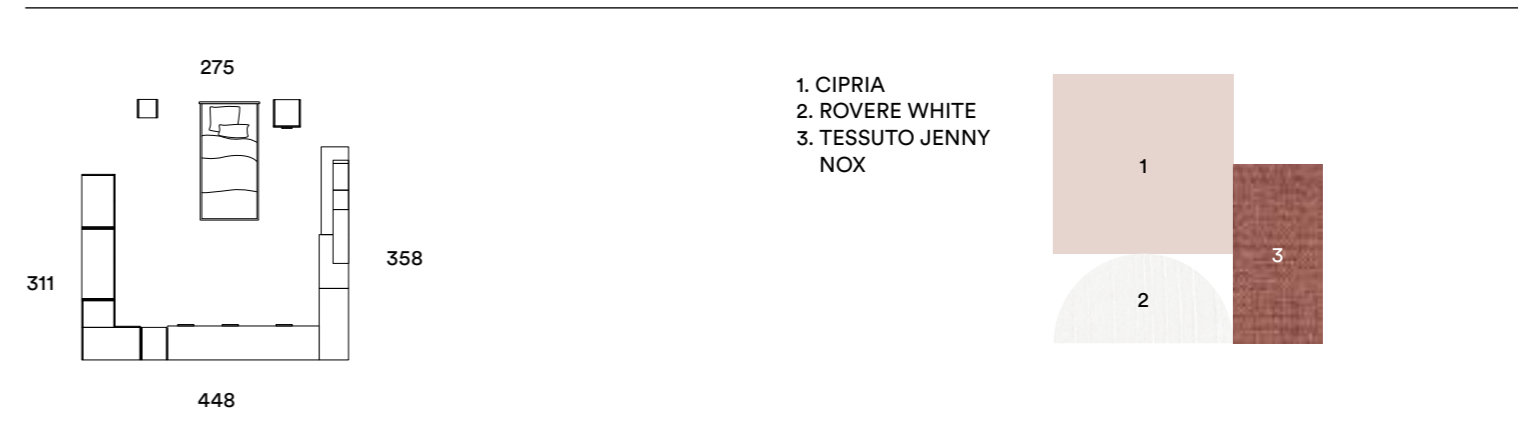 275
311
358
448
1. CIPRIA
2. ROVERE WHITE
3. TESSUTO JENNY
NOX
1
2
3